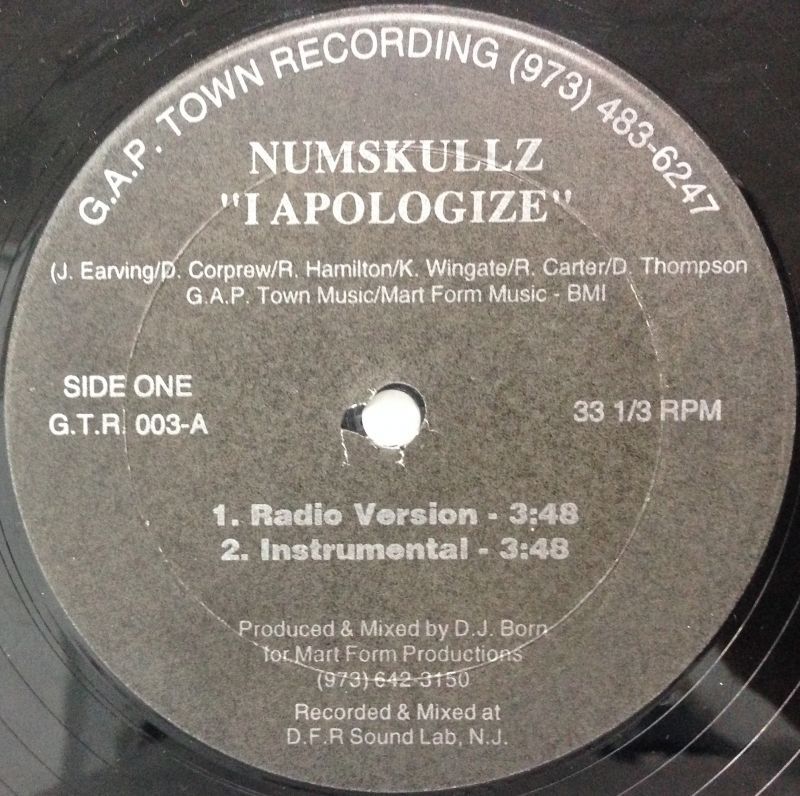 G.A.P. TOWN RECORDING (973) 483-6247
NUMSKULLZ
"I APOLOGIZE"
(J. Earving/D. Corprew/R. Hamilton/K. Wingate/R. Carter/D. Thompson
G.A.P. Town Music/Mart Form Music - BMI
SIDE ONE
G.T.R. 003-A
33 1/3 RPM
1. Radio Version - 3:48
2. Instrumental - 3:48
Produced & Mixed by D.J. Born
for Mart Form Productions
(973) 642-3150
Recorded & Mixed at
D.F.R Sound Lab, N.J.